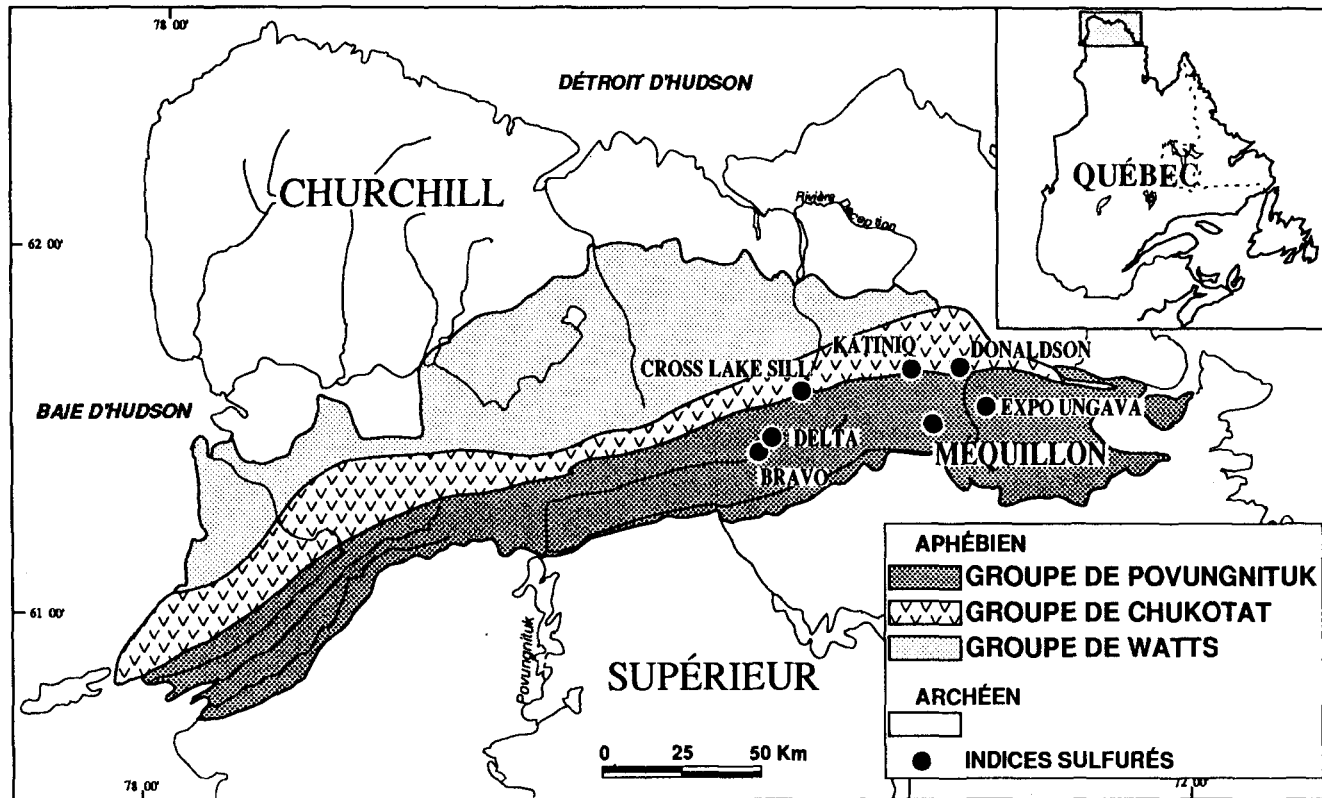 78 00'
DÉTROIT D'HUDSON
QUÉBEC
CHURCHILL
Rivière
Déception
62 00'
KATINIQ
DONALDSON
CROSS LAKE SILL
EXPO UNGAVA
BAIE D'HUDSON
DELTA
MÉQUILLON
BRAVO
APHÉBIEN
GROUPE DE POVUNGNITUK
GROUPE DE CHUKOTAT
GROUPE DE WATTS
61 00'
Povungnituk
SUPÉRIEUR
ARCHÉEN
0 25 50 Km
INDICES SULFURÉS
78 00'
72 00'